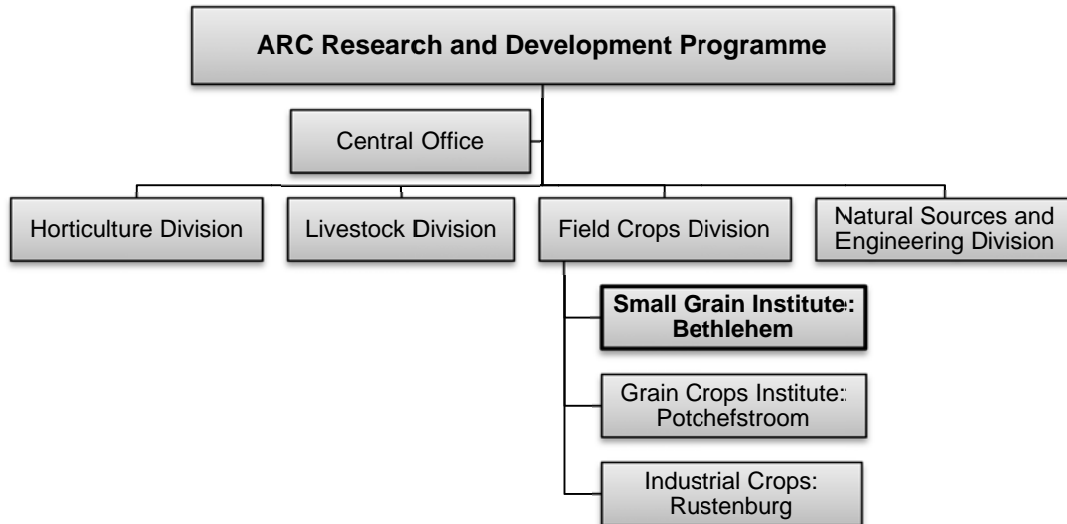 ARC Research and Development Programme
Central Office
Horticulture Division
Livestock Division
Field Crops Division
Natural Sources and
Engineering Division
Small Grain Institute:
Bethlehem
Grain Crops Institute:
Potchefstroom
Industrial Crops:
Rustenburg